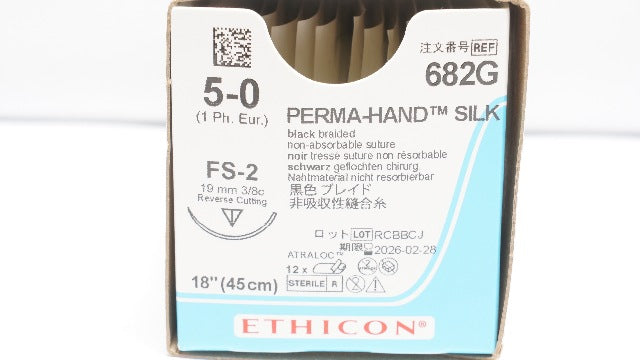 注文番号 REF
682G
5-0
(1 Ph. Eur.)
PERMA-HAND™ SILK
black braided
non-absorbable suture
noir tresse suture non résorbable
schwarz geflochten chirurg
Nahtmaterial nicht resorbierbar
黒色 ブレイド
非吸収性縫合糸
FS-2
19 mm 3/8c
Reverse Cutting
ロット LOT RCBBCJ
期限 2026-02-28
ATRALOC™
12 x
STERILE R
18" (45cm)
ETHICON®